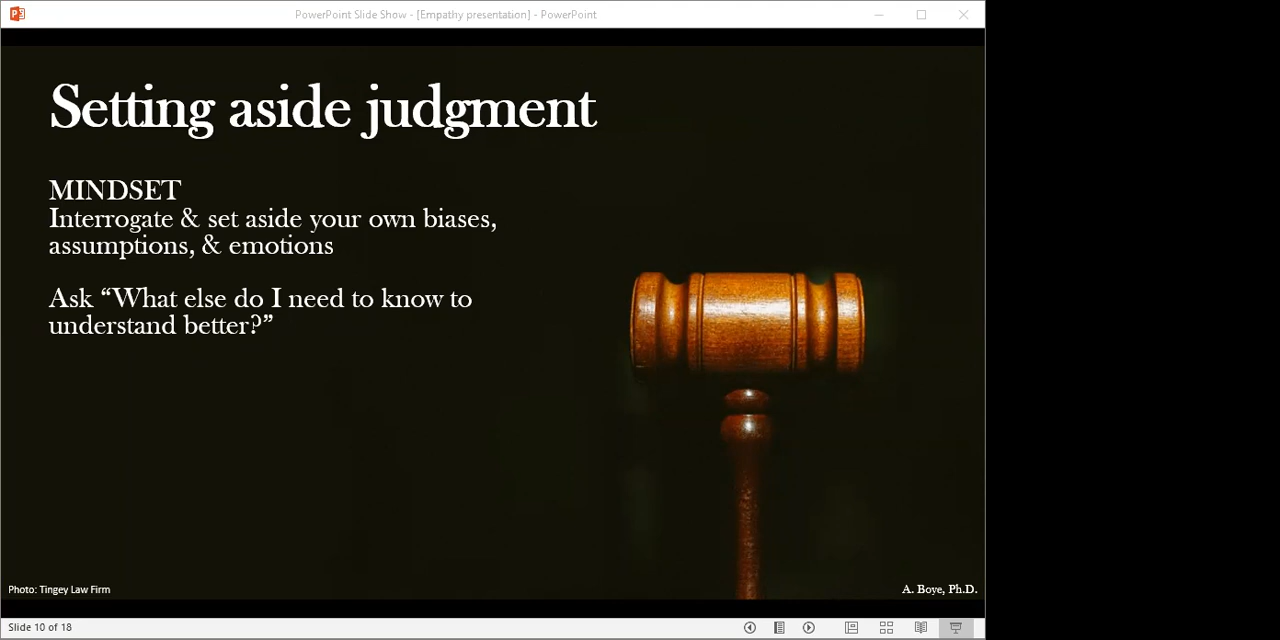 PowerPoint Slide Show - [Empathy presentation] - PowerPoint
Setting aside judgment
MINDSET
Interrogate & set aside your own biases,
assumptions, & emotions
Ask “What else do I need to know to
understand better?”
Photo: Tingey Law Firm
A. Boye, Ph.D.
Slide 10 of 18